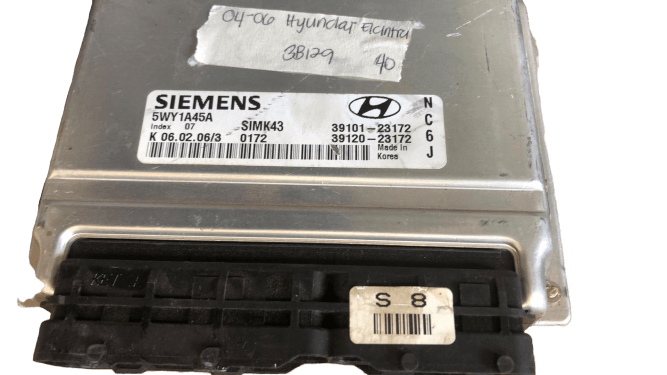 04-06 Hyundai Elantra
3B129
40
SIEMENS
5WY1A45A
Index 07 SIMK43 39101-23172
K 06.02.06/3 0172 39120-23172
Made in
Korea
N
C
6
J
S 8